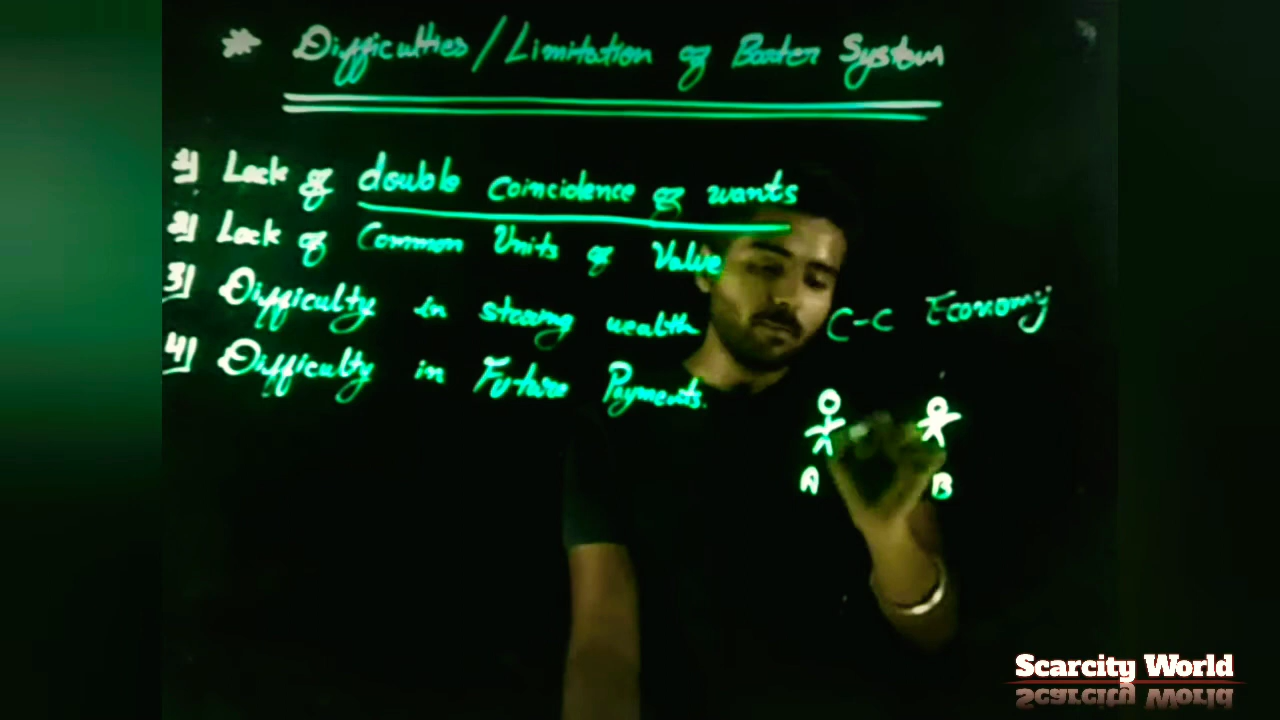 * Difficulties / Limitation of Barter System
1) Lack of double coincidence of wants
2) Lack of Common Units of Value
3) Difficulty in storing wealth
4) Difficulty in Future Payments.
C-C Economy
A B
Scarcity World